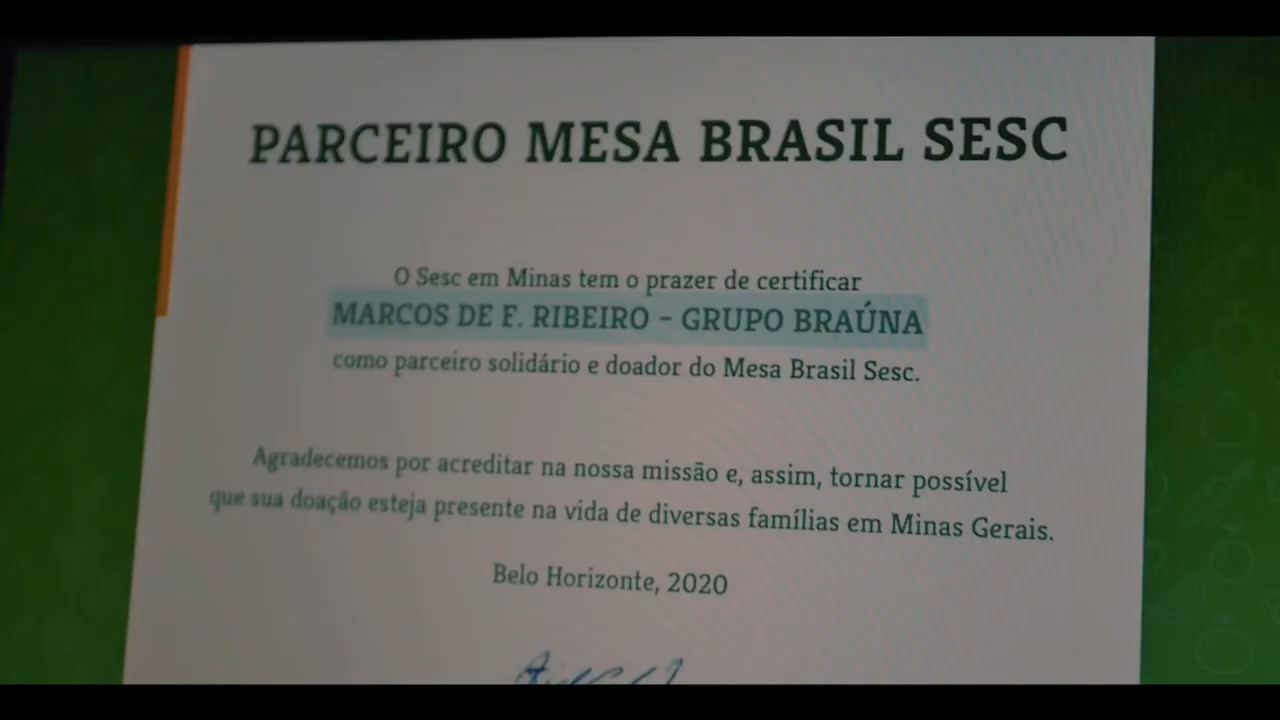 PARCEIRO MESA BRASIL SESC
O Sesc em Minas tem o prazer de certificar
MARCOS DE F. RIBEIRO - GRUPO BRAÚNA
como parceiro solidário e doador do Mesa Brasil Sesc.
Agradecemos por acreditar na nossa missão e, assim, tornar possível
que sua doação esteja presente na vida de diversas famílias em Minas Gerais.
Belo Horizonte, 2020